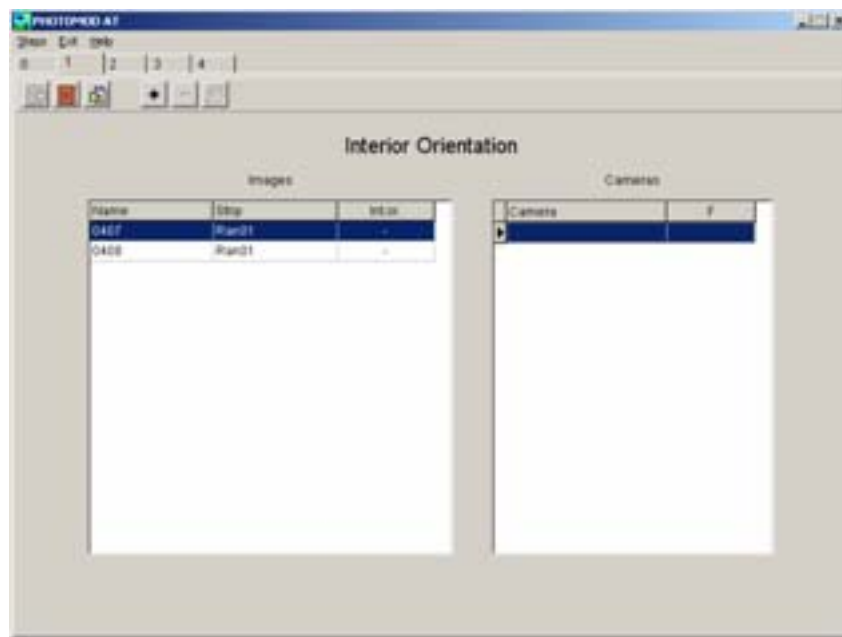 PHOTOMOD AT
Steps Exit Help
0 1 2 3 4
Interior Orientation
Images Cameras
Name Strip Int.or. Camera F
0407 Ran01 -
0408 Ran01 -